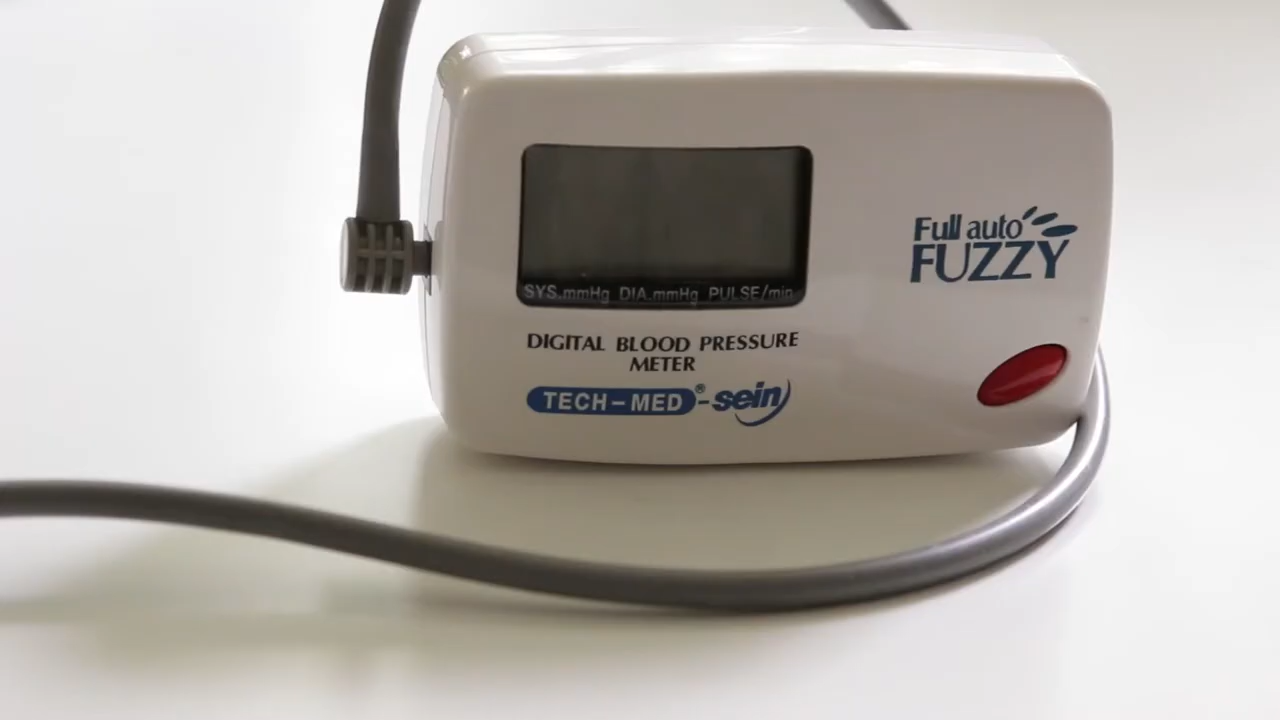 SYS.mmHg DIA.mmHg PULSE/min
DIGITAL BLOOD PRESSURE
METER
TECH-MED®-sein
Full auto
FUZZY